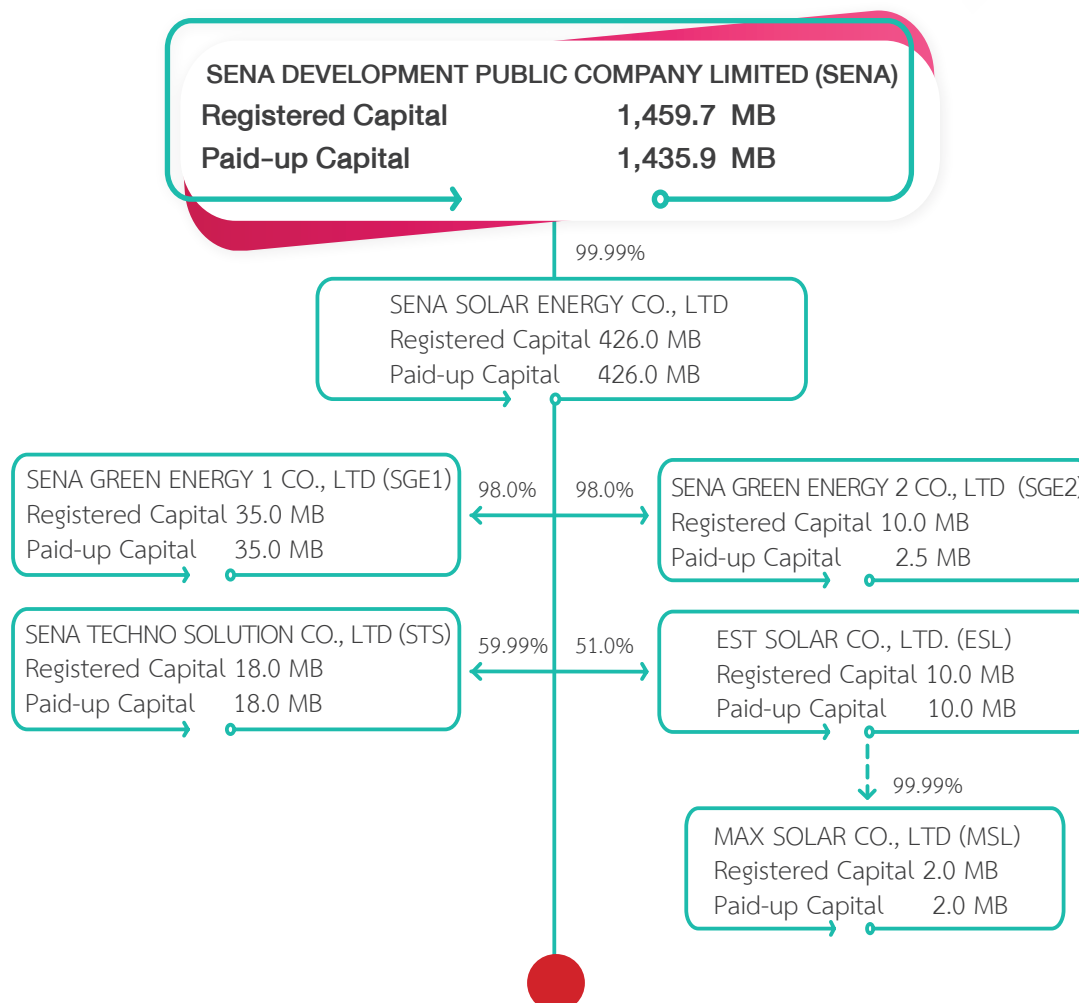 SENA DEVELOPMENT PUBLIC COMPANY LIMITED (SENA)
Registered Capital 1,459.7 MB
Paid-up Capital 1,435.9 MB
99.99%
SENA SOLAR ENERGY CO., LTD
Registered Capital 426.0 MB
Paid-up Capital 426.0 MB
SENA GREEN ENERGY 1 CO., LTD (SGE1)
Registered Capital 35.0 MB
Paid-up Capital 35.0 MB
98.0% 98.0%
SENA GREEN ENERGY 2 CO., LTD (SGE2)
Registered Capital 10.0 MB
Paid-up Capital 2.5 MB
SENA TECHNO SOLUTION CO., LTD (STS)
Registered Capital 18.0 MB
Paid-up Capital 18.0 MB
59.99% 51.0%
EST SOLAR CO., LTD. (ESL)
Registered Capital 10.0 MB
Paid-up Capital 10.0 MB
99.99%
MAX SOLAR CO., LTD (MSL)
Registered Capital 2.0 MB
Paid-up Capital 2.0 MB